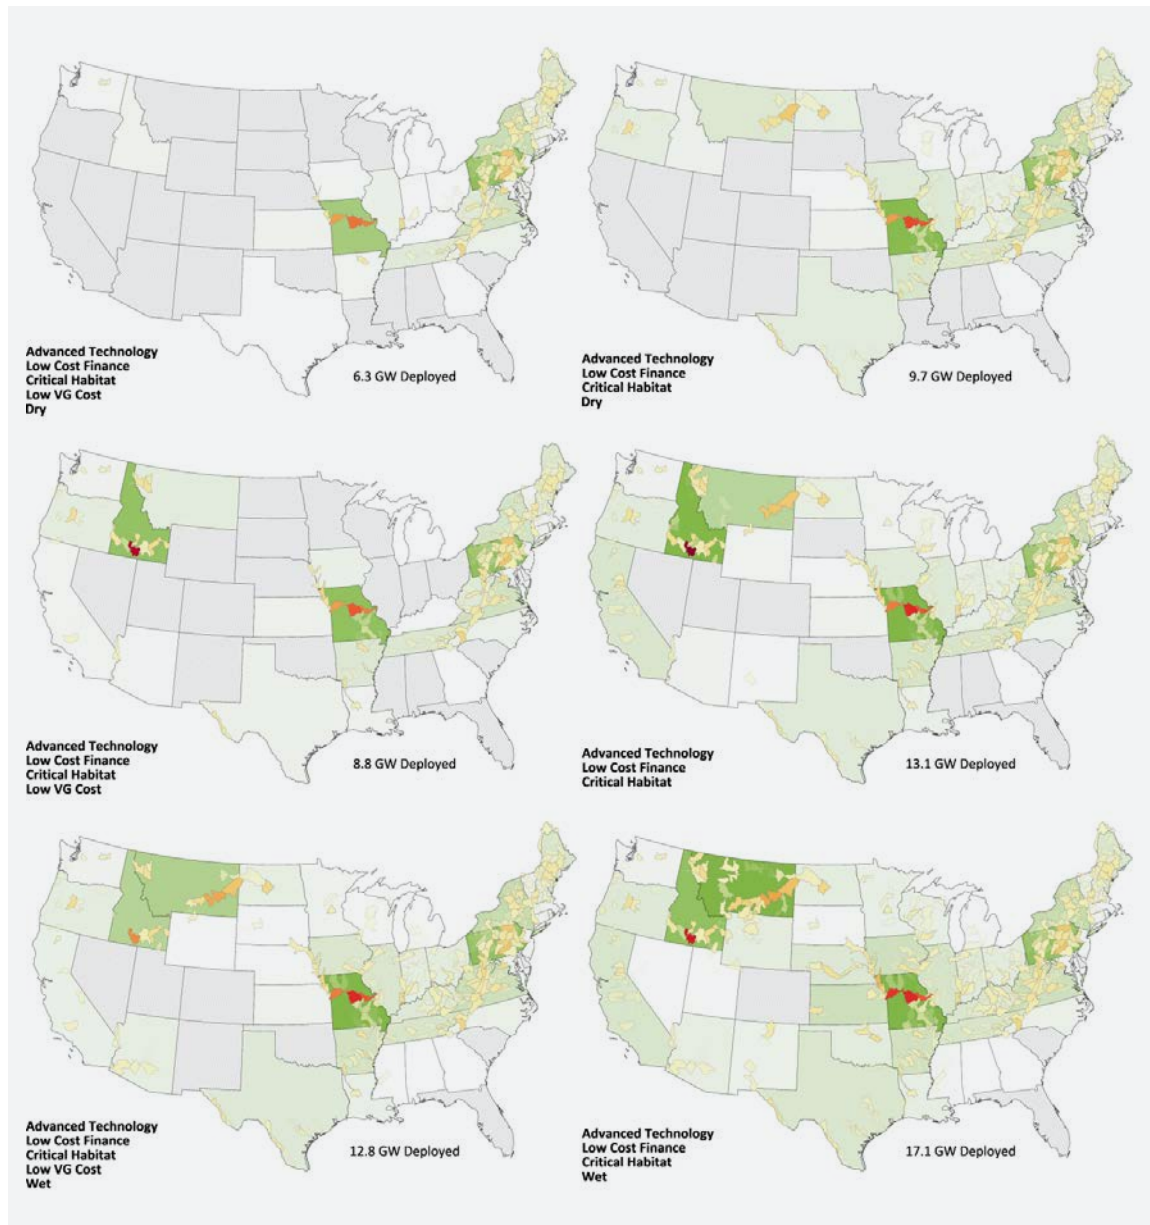 Advanced Technology
Low Cost Finance
Critical Habitat
Low VG Cost
Dry
6.3 GW Deployed
Advanced Technology
Low Cost Finance
Critical Habitat
Dry
9.7 GW Deployed
Advanced Technology
Low Cost Finance
Critical Habitat
Low VG Cost
8.8 GW Deployed
Advanced Technology
Low Cost Finance
Critical Habitat
13.1 GW Deployed
Advanced Technology
Low Cost Finance
Critical Habitat
Low VG Cost
Wet
12.8 GW Deployed
Advanced Technology
Low Cost Finance
Critical Habitat
Wet
17.1 GW Deployed